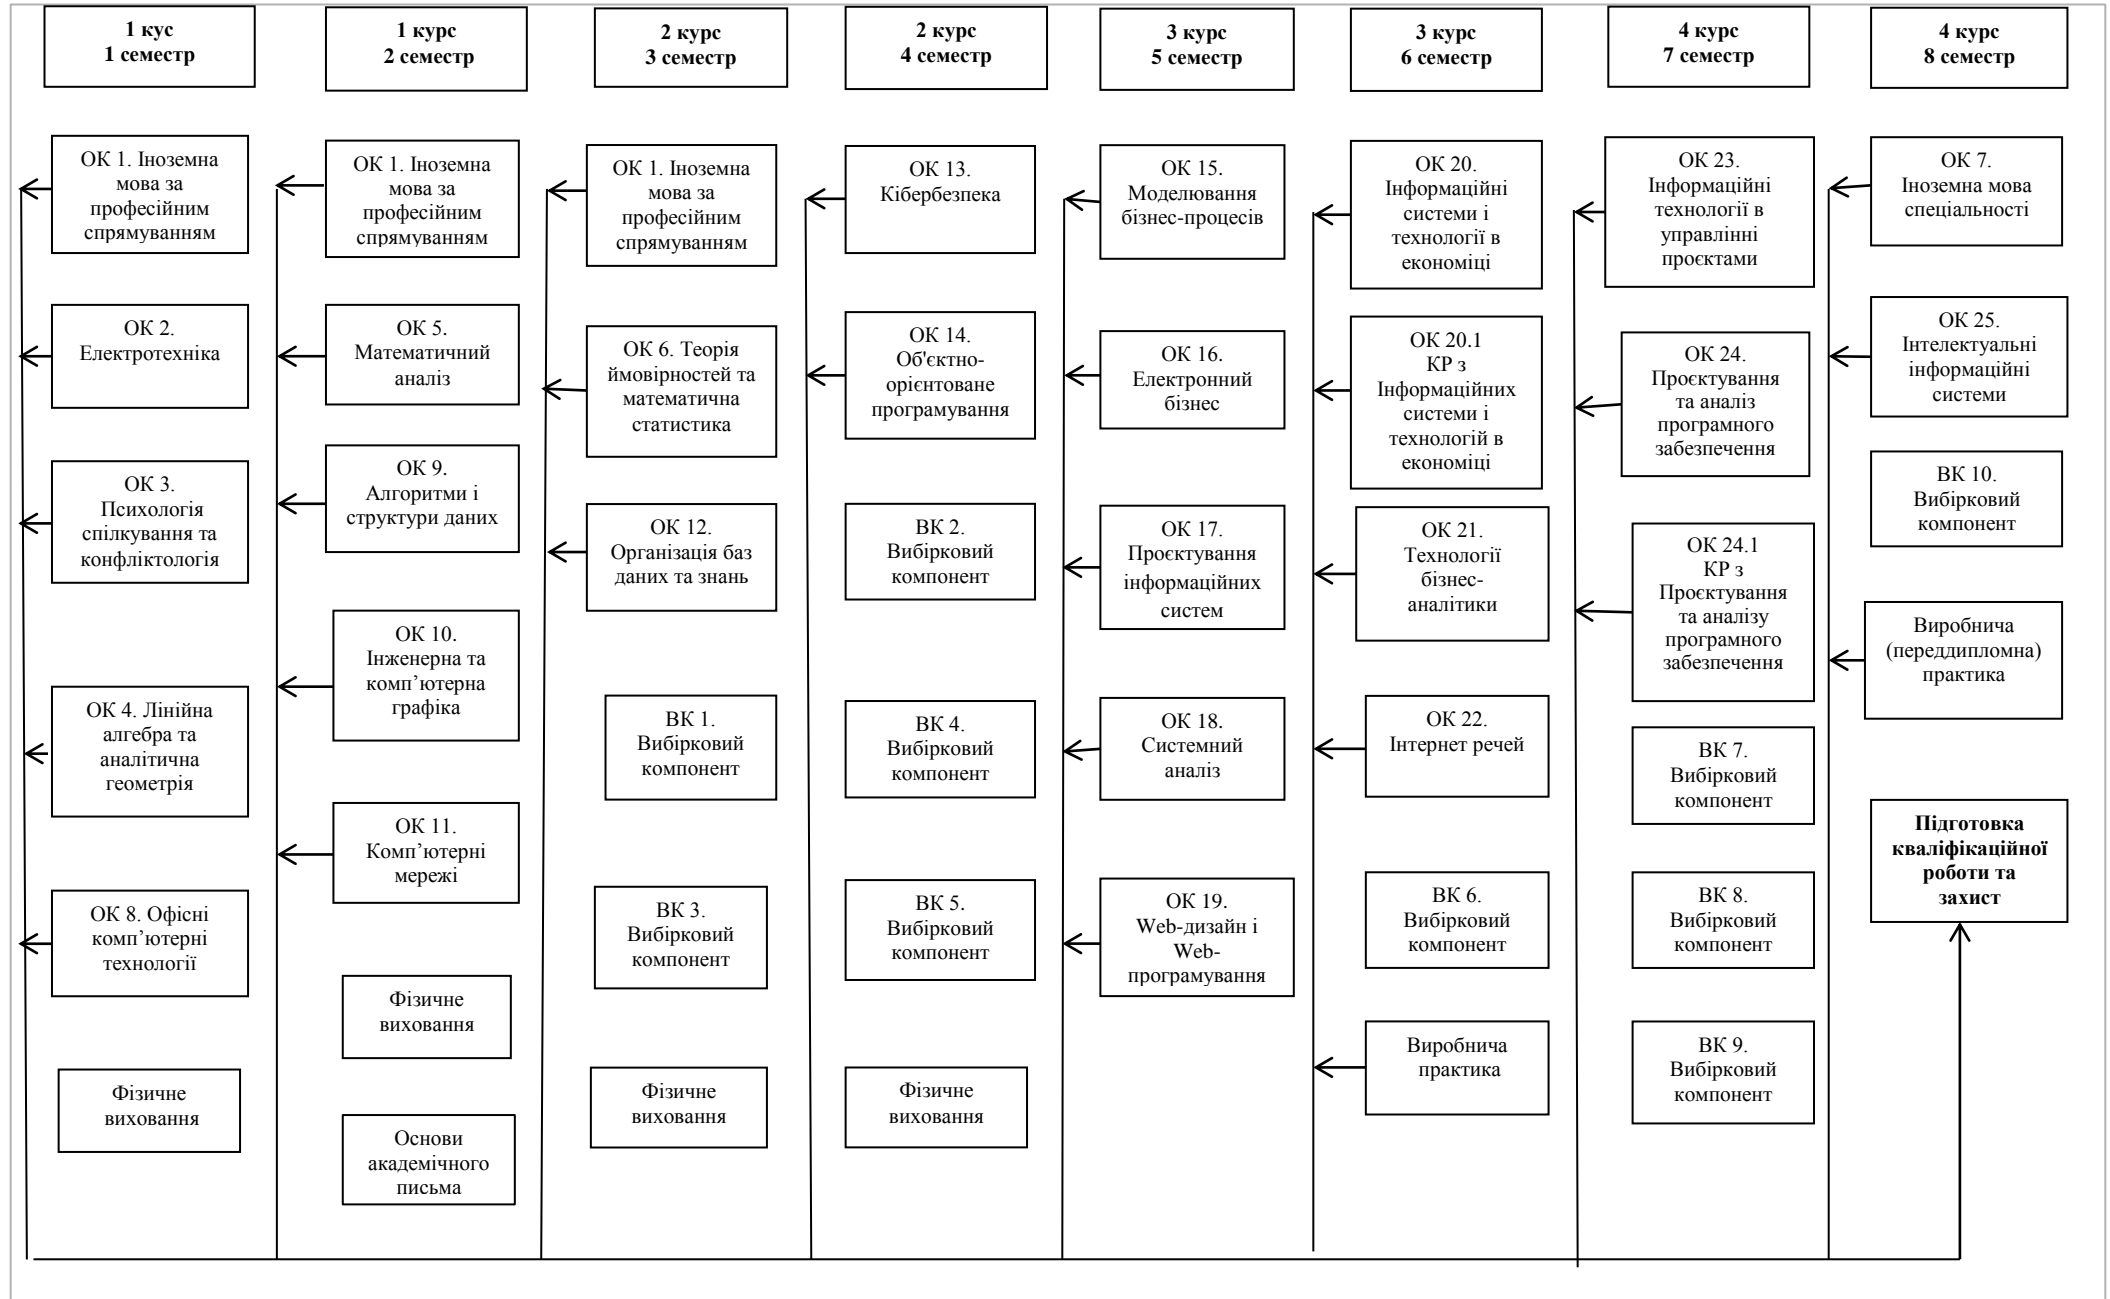 1 кус
1 семестр
1 курс
2 семестр
2 курс
3 семестр
2 курс
4 семестр
3 курс
5 семестр
3 курс
6 семестр
4 курс
7 семестр
4 курс
8 семестр
ОК 1. Іноземна
мова за
професійним
спрямуванням
ОК 2.
Електротехніка
ОК 3.
Психологія
спілкування та
конфліктологія
ОК 4. Лінійна
алгебра та
аналітична
геометрія
ОК 8. Офісні
комп’ютерні
технології
Фізичне
виховання
ОК 1. Іноземна
мова за
професійним
спрямуванням
ОК 5.
Математичний
аналіз
ОК 9.
Алгоритми і
структури даних
ОК 10.
Інженерна та
комп’ютерна
графіка
ОК 11.
Комп’ютерні
мережі
Фізичне
виховання
Основи
академічного
письма
ОК 1. Іноземна
мова за
професійним
спрямуванням
ОК 6. Теорія
ймовірностей та
математична
статистика
ОК 12.
Організація баз
даних та знань
ВК 1.
Вибірковий
компонент
ВК 3.
Вибірковий
компонент
Фізичне
виховання
ОК 13.
Кібербезпека
ОК 14.
Об'єктно-
орієнтоване
програмування
ВК 2.
Вибірковий
компонент
ВК 4.
Вибірковий
компонент
ВК 5.
Вибірковий
компонент
Фізичне
виховання
ОК 15.
Моделювання
бізнес-процесів
ОК 16.
Електронний
бізнес
ОК 17.
Проєктування
інформаційних
систем
ОК 18.
Системний
аналіз
ОК 19.
Web-дизайн і
Web-
програмування
ОК 20.
Інформаційні
системи і
технології в
економіці
ОК 20.1
КР з
Інформаційних
системи і
технологій в
економіці
ОК 21.
Технології
бізнес-
аналітики
ОК 22.
Інтернет речей
ВК 6.
Вибірковий
компонент
Виробнича
практика
ОК 23.
Інформаційні
технології в
управлінні
проєктами
ОК 24.
Проєктування
та аналіз
програмного
забезпечення
ОК 24.1
КР з
Проєктування
та аналізу
програмного
забезпечення
ВК 7.
Вибірковий
компонент
ВК 8.
Вибірковий
компонент
ВК 9.
Вибірковий
компонент
ОК 7.
Іноземна мова
спеціальності
ОК 25.
Інтелектуальні
інформаційні
системи
ВК 10.
Вибірковий
компонент
Виробнича
(переддипломна)
практика
Підготовка
кваліфікаційної
роботи та
захист